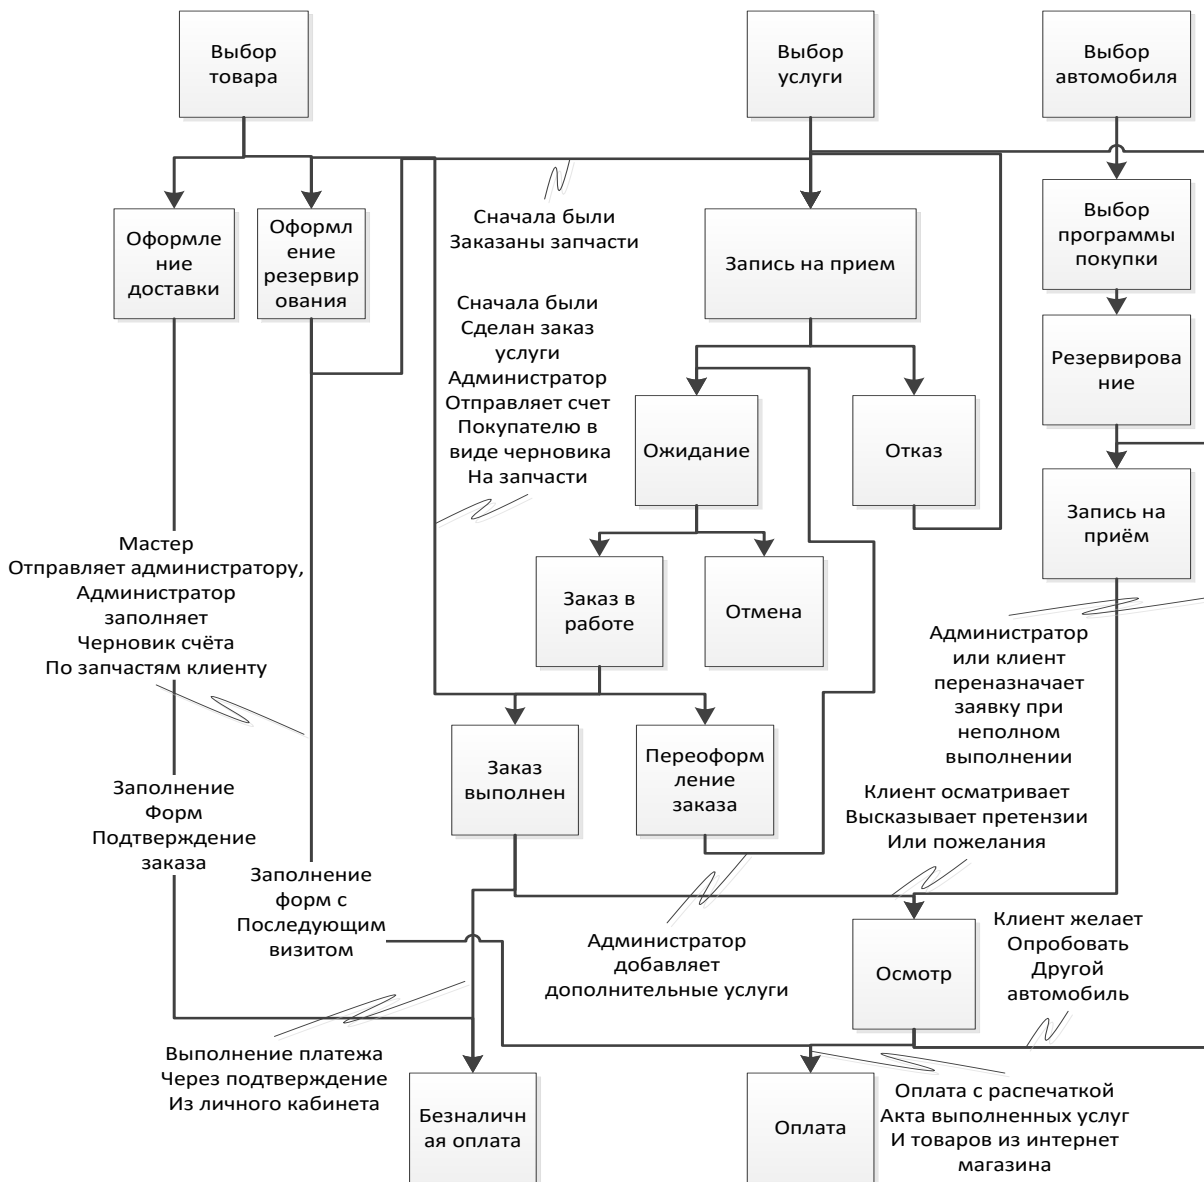 Выбор
товара
Выбор
услуги
Выбор
автомобиля
Оформле
ние
доставки
Оформл
ение
резервир
ования
Сначала были
Заказаны запчасти
Запись на прием
Выбор
программы
покупки
Сначала были
Сделан заказ
услуги
Администратор
Отправляет счет
Покупателю в
виде черновика
На запчасти
Резервирова
ние
Ожидание
Отказ
Запись на
приём
Мастер
Отправляет администратору,
Администратор
заполняет
Черновик счёта
По запчастям клиенту
Заказ в
работе
Отмена
Администратор
или клиент
переназначает
заявку при
неполном
выполнении
Заказ
выполнен
Переоформ
ление
заказа
Заполнение
Форм
Подтверждение
заказа
Клиент осматривает
Высказывает претензии
Или пожелания
Заполнение
форм с
Последующим
визитом
Администратор
добавляет
дополнительные услуги
Осмотр
Клиент желает
Опробовать
Другой
автомобиль
Выполнение платежа
Через подтверждение
Из личного кабинета
Безналичн
ая оплата
Оплата
Оплата с распечаткой
Акта выполненных услуг
И товаров из интернет
магазина